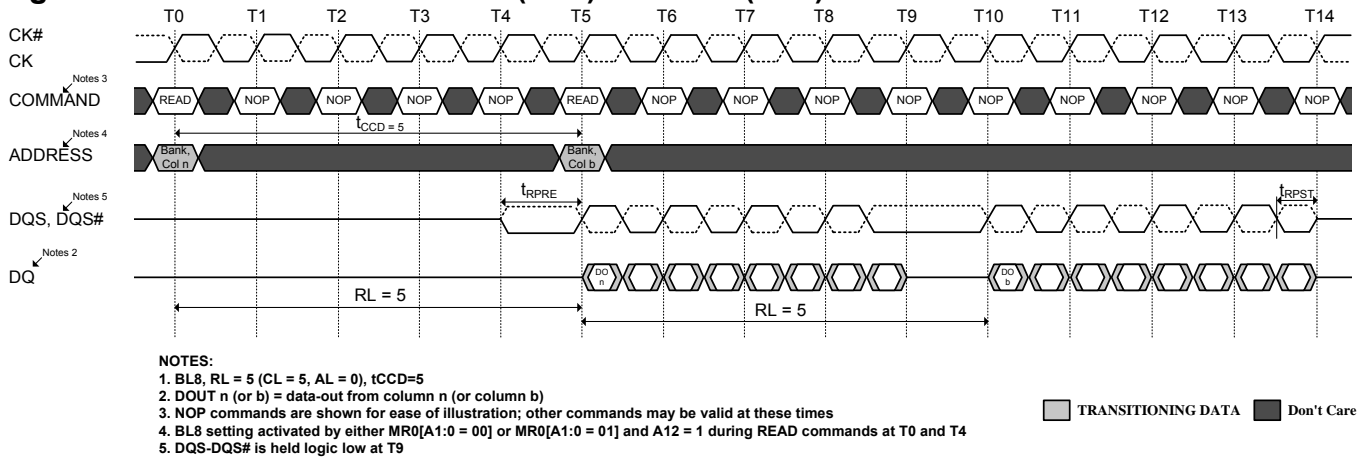 T0 T1 T2 T3 T4 T5 T6 T7 T8 T9 T10 T11 T12 T13 T14
CK#
CK
Notes 3
COMMAND READ NOP NOP NOP NOP READ NOP NOP NOP NOP NOP NOP NOP NOP NOP
tCCD = 5
Notes 4
ADDRESS Bank, Col n Bank, Col b
Notes 5
tRPRE tRPST
DQS, DQS#
Notes 2
DQ DO n DO b
RL = 5 RL = 5
NOTES:
1. BL8, RL = 5 (CL = 5, AL = 0), tCCD=5
2. DOUT n (or b) = data-out from column n (or column b)
3. NOP commands are shown for ease of illustration; other commands may be valid at these times
4. BL8 setting activated by either MR0[A1:0 = 00] or MR0[A1:0 = 01] and A12 = 1 during READ commands at T0 and T4
5. DQS-DQS# is held logic low at T9
TRANSITIONING DATA Don't Care